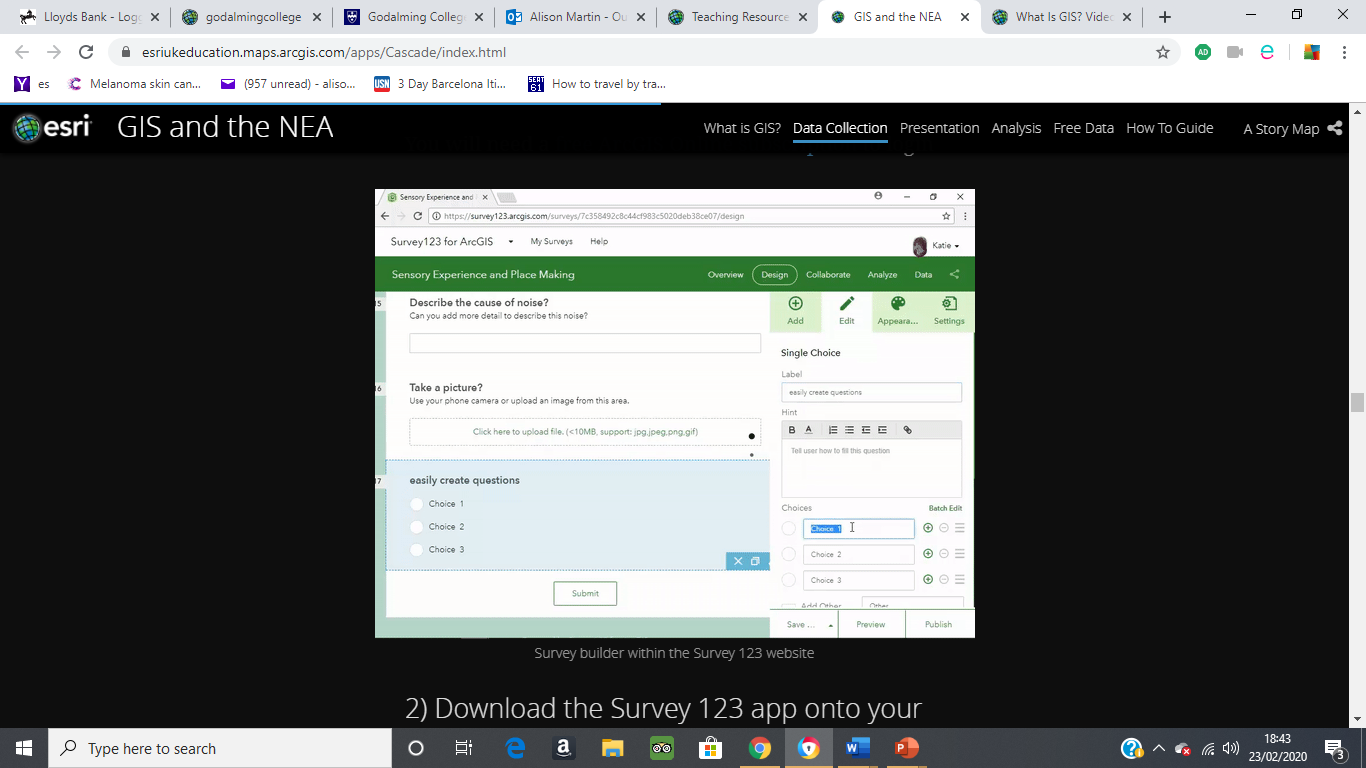 Lloyds Bank - Logg
godalmingcollege
Godalming Colleg
Alison Martin - Ou
Teaching Resource
GIS and the NEA
What Is GIS? Video
esriukeducation.maps.arcgis.com/apps/Cascade/index.html
es
Melanoma skin can...
(957 unread) - aliso...
3 Day Barcelona Iti...
How to travel by tra...
esri
GIS and the NEA
What is GIS?
Data Collection
Presentation
Analysis
Free Data
How To Guide
A Story Map
Sensory Experience and
https://survey123.arcgis.com/surveys/7c358492c8c44cf983c5020deb38ce07/design
Survey123 for ArcGIS
My Surveys
Help
Katie
Sensory Experience and Place Making
Overview
Design
Collaborate
Analyze
Data
15
Describe the cause of noise?
Can you add more detail to describe this noise?
16
Take a picture?
Use your phone camera or upload an image from this area.
Click here to upload file. (<10MB, support: jpg,jpeg,png,gif)
17
easily create questions
Choice 1
Choice 2
Choice 3
Submit
Add
Edit
Appeara...
Settings
Single Choice
Label
easily create questions
Hint
B A
Tell user how to fill this question
Choices
Batch Edit
Choice 1
Choice 2
Choice 3
Add Other
Other
Save ...
Preview
Publish
Survey builder within the Survey 123 website
2) Download the Survey 123 app onto your
Type here to search
18:43
23/02/2020
3